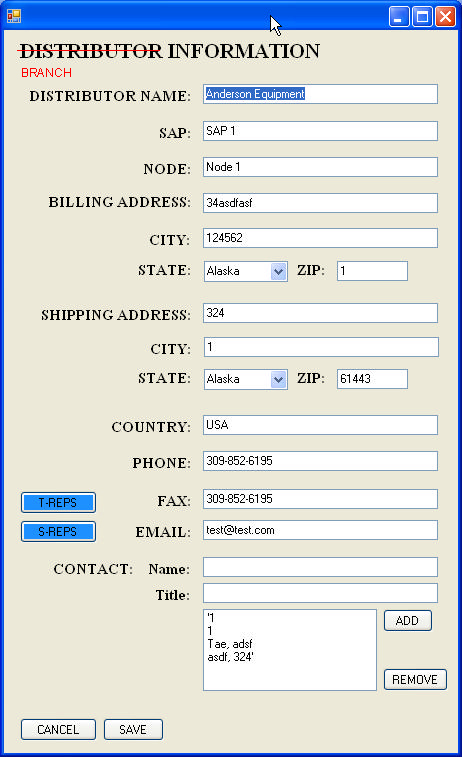 DISTRIBUTOR INFORMATION
BRANCH
DISTRIBUTOR NAME: Anderson Equipment
SAP: SAP 1
NODE: Node 1
BILLING ADDRESS: 34asdfasf
CITY: 124562
STATE: Alaska ZIP: 1
SHIPPING ADDRESS: 324
CITY: 1
STATE: Alaska ZIP: 61443
COUNTRY: USA
PHONE: 309-852-6195
T-REPS FAX: 309-852-6195
S-REPS EMAIL: test@test.com
CONTACT: Name:
Title:
'1 ADD
1
Tae, adsf
asdf, 324'
REMOVE
CANCEL SAVE